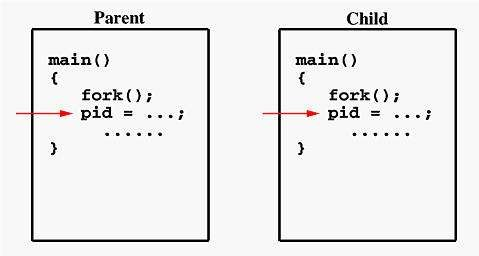 Parent
main()
{
fork();
pid = ...;
......
}
Child
main()
{
fork();
pid = ...;
......
}